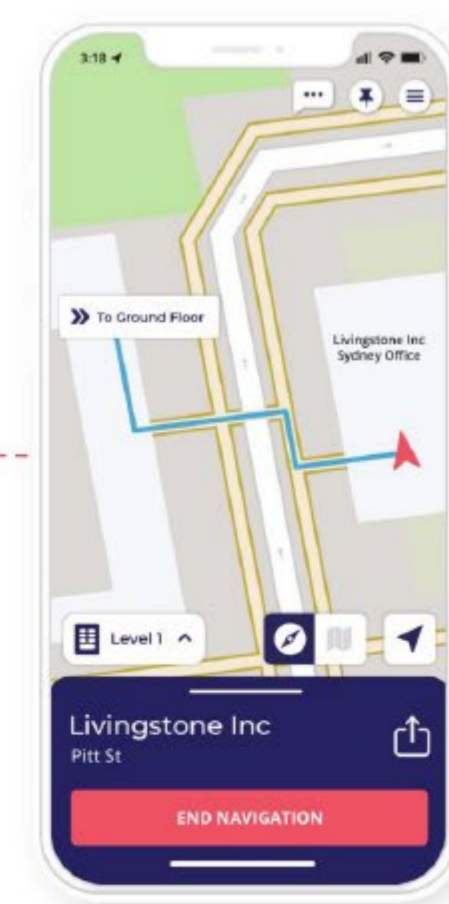 3:18
To Ground Floor
Livingstone Inc
Sydney Office
Level 1
Livingstone Inc
Pitt St
END NAVIGATION